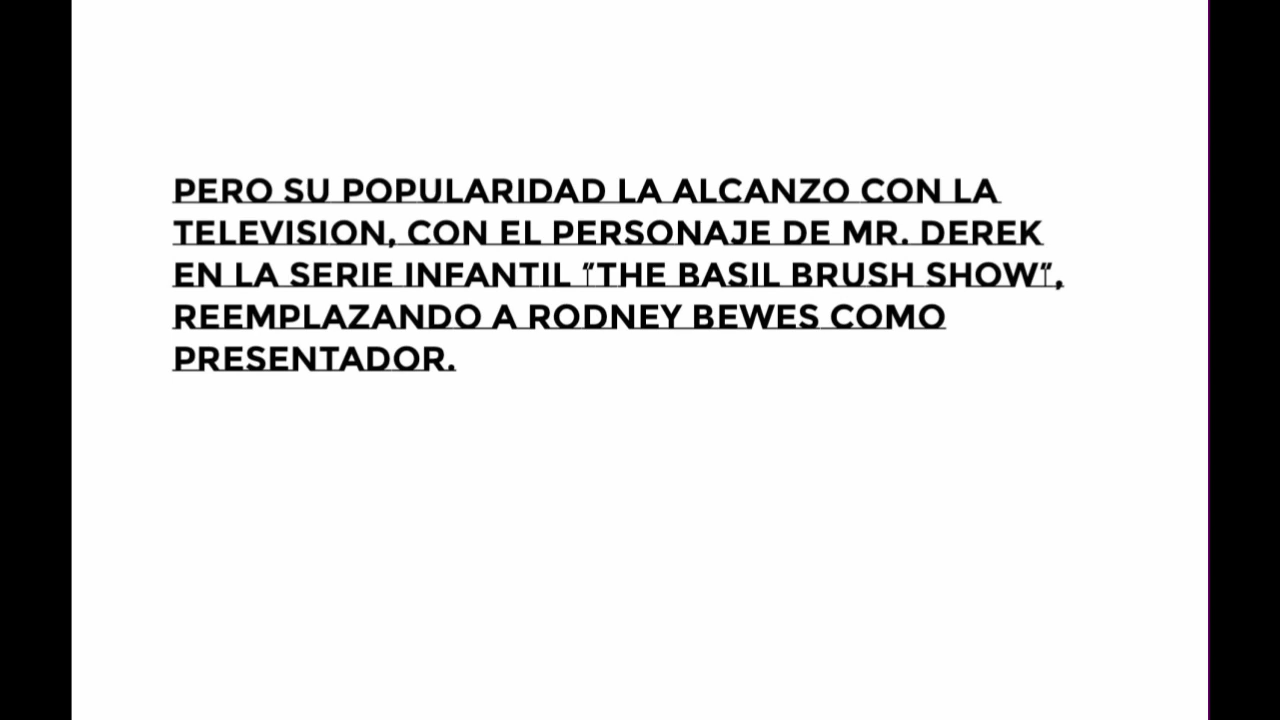 PERO SU POPULARIDAD LA ALCANZO CON LA
TELEVISION, CON EL PERSONAJE DE MR. DEREK
EN LA SERIE INFANTIL "THE BASIL BRUSH SHOW",
REEMPLAZANDO A RODNEY BEWES COMO
PRESENTADOR.